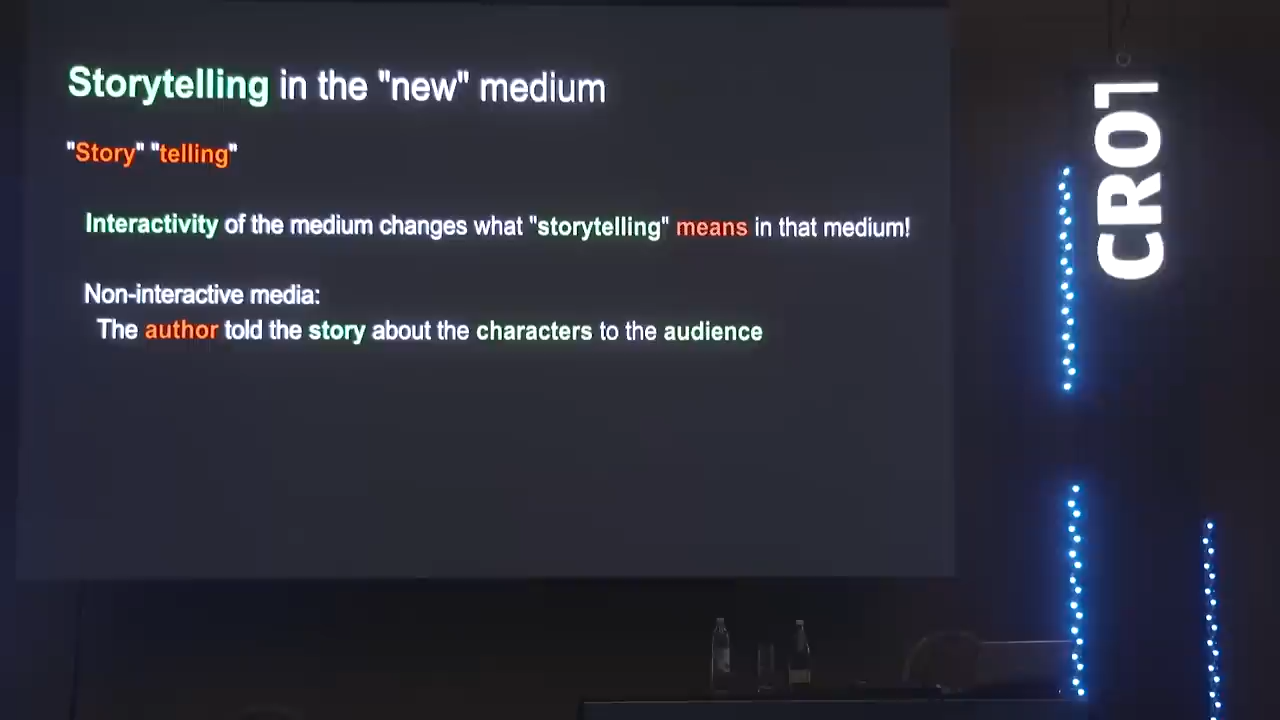 Storytelling in the "new" medium
"Story" "telling"
Interactivity of the medium changes what "storytelling" means in that medium!
Non-interactive media:
The author told the story about the characters to the audience
CRO1